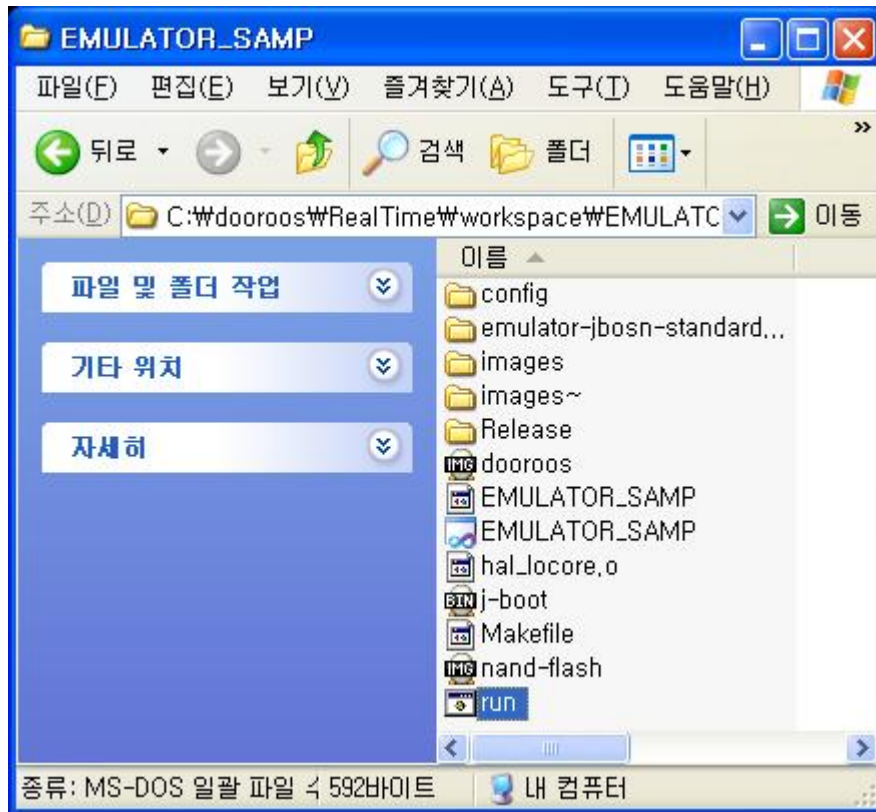 EMULATOR_SAMP
파일(F) 편집(E) 보기(V) 즐겨찾기(A) 도구(T) 도움말(H)
뒤로 검색 폴더 »
주소(D) C:₩dooroos₩RealTime₩workspace₩EMULATC 이동
이름
파일 및 폴더 작업
기타 위치
자세히
config
emulator-jbosn-standard,,,
images
images~
Release
IMG dooroos
EMULATOR_SAMP
EMULATOR_SAMP
hal_locore,o
BIN j-boot
Makefile
IMG nand-flash
run
종류: MS-DOS 일괄 파일 592바이트 내 컴퓨터